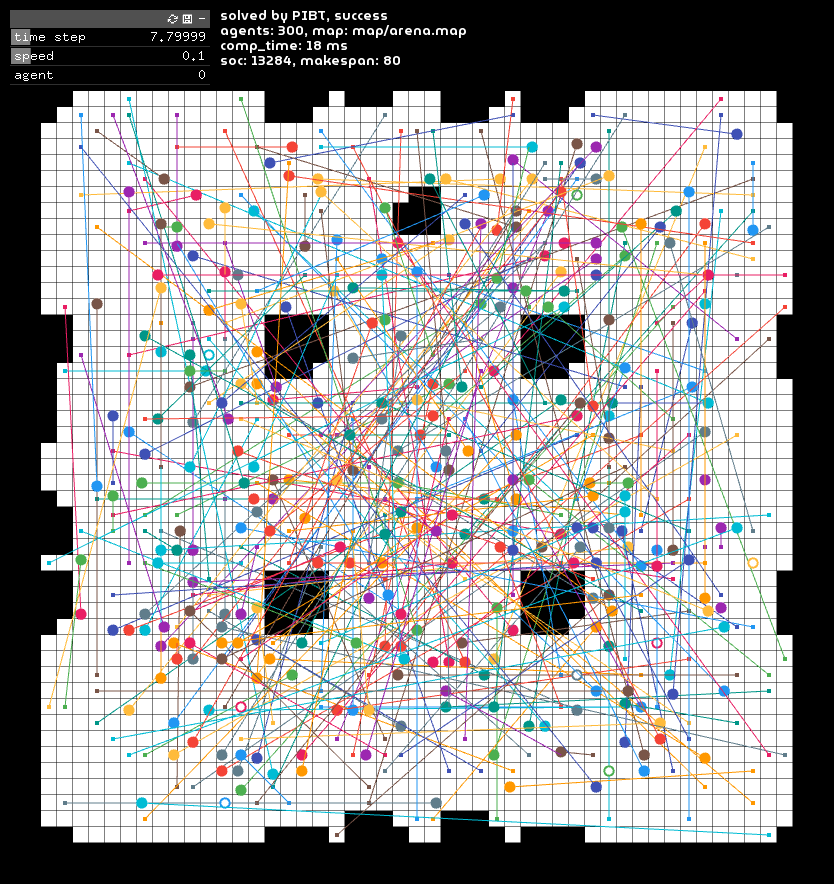 time step 7.79999
speed 0.1
agent 0
solved by PIBT, success
agents: 300, map: map/arena.map
comp_time: 18 ms
soc: 13284, makespan: 80